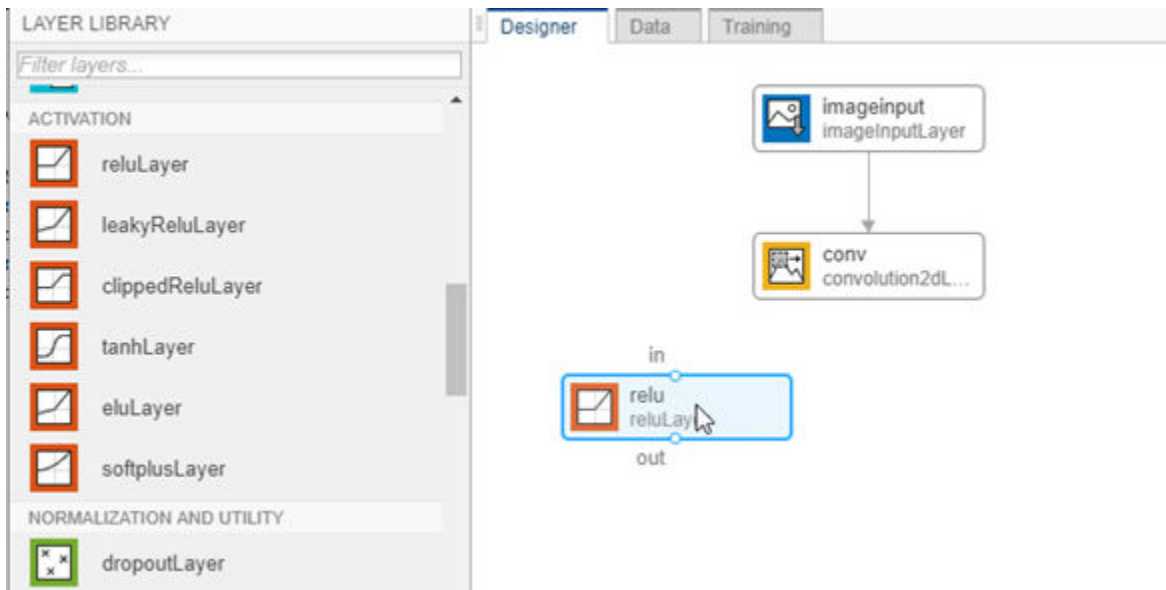 LAYER LIBRARY
Filter layers...
ACTIVATION
reluLayer
leakyReluLayer
clippedReluLayer
tanhLayer
eluLayer
softplusLayer
NORMALIZATION AND UTILITY
dropoutLayer
Designer Data Training
imageinput
imageInputLayer
conv
convolution2dL...
in
relu
reluLay
out